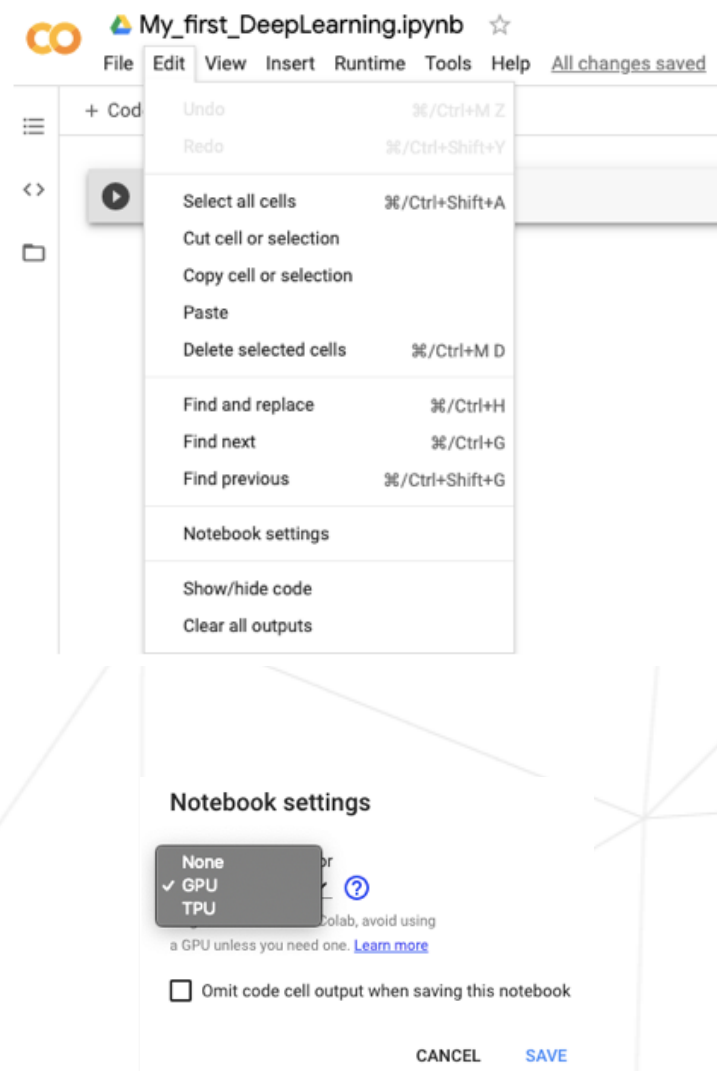 My_first_DeepLearning.ipynb
File Edit View Insert Runtime Tools Help All changes saved
+ Cod
Undo ⌘/Ctrl+M Z
Redo ⌘/Ctrl+Shift+Y
Select all cells ⌘/Ctrl+Shift+A
Cut cell or selection
Copy cell or selection
Paste
Delete selected cells ⌘/Ctrl+M D
Find and replace ⌘/Ctrl+H
Find next ⌘/Ctrl+G
Find previous ⌘/Ctrl+Shift+G
Notebook settings
Show/hide code
Clear all outputs
Notebook settings
None or
✓ GPU ?
TPU
Colab, avoid using
a GPU unless you need one. Learn more
Omit code cell output when saving this notebook
CANCEL SAVE